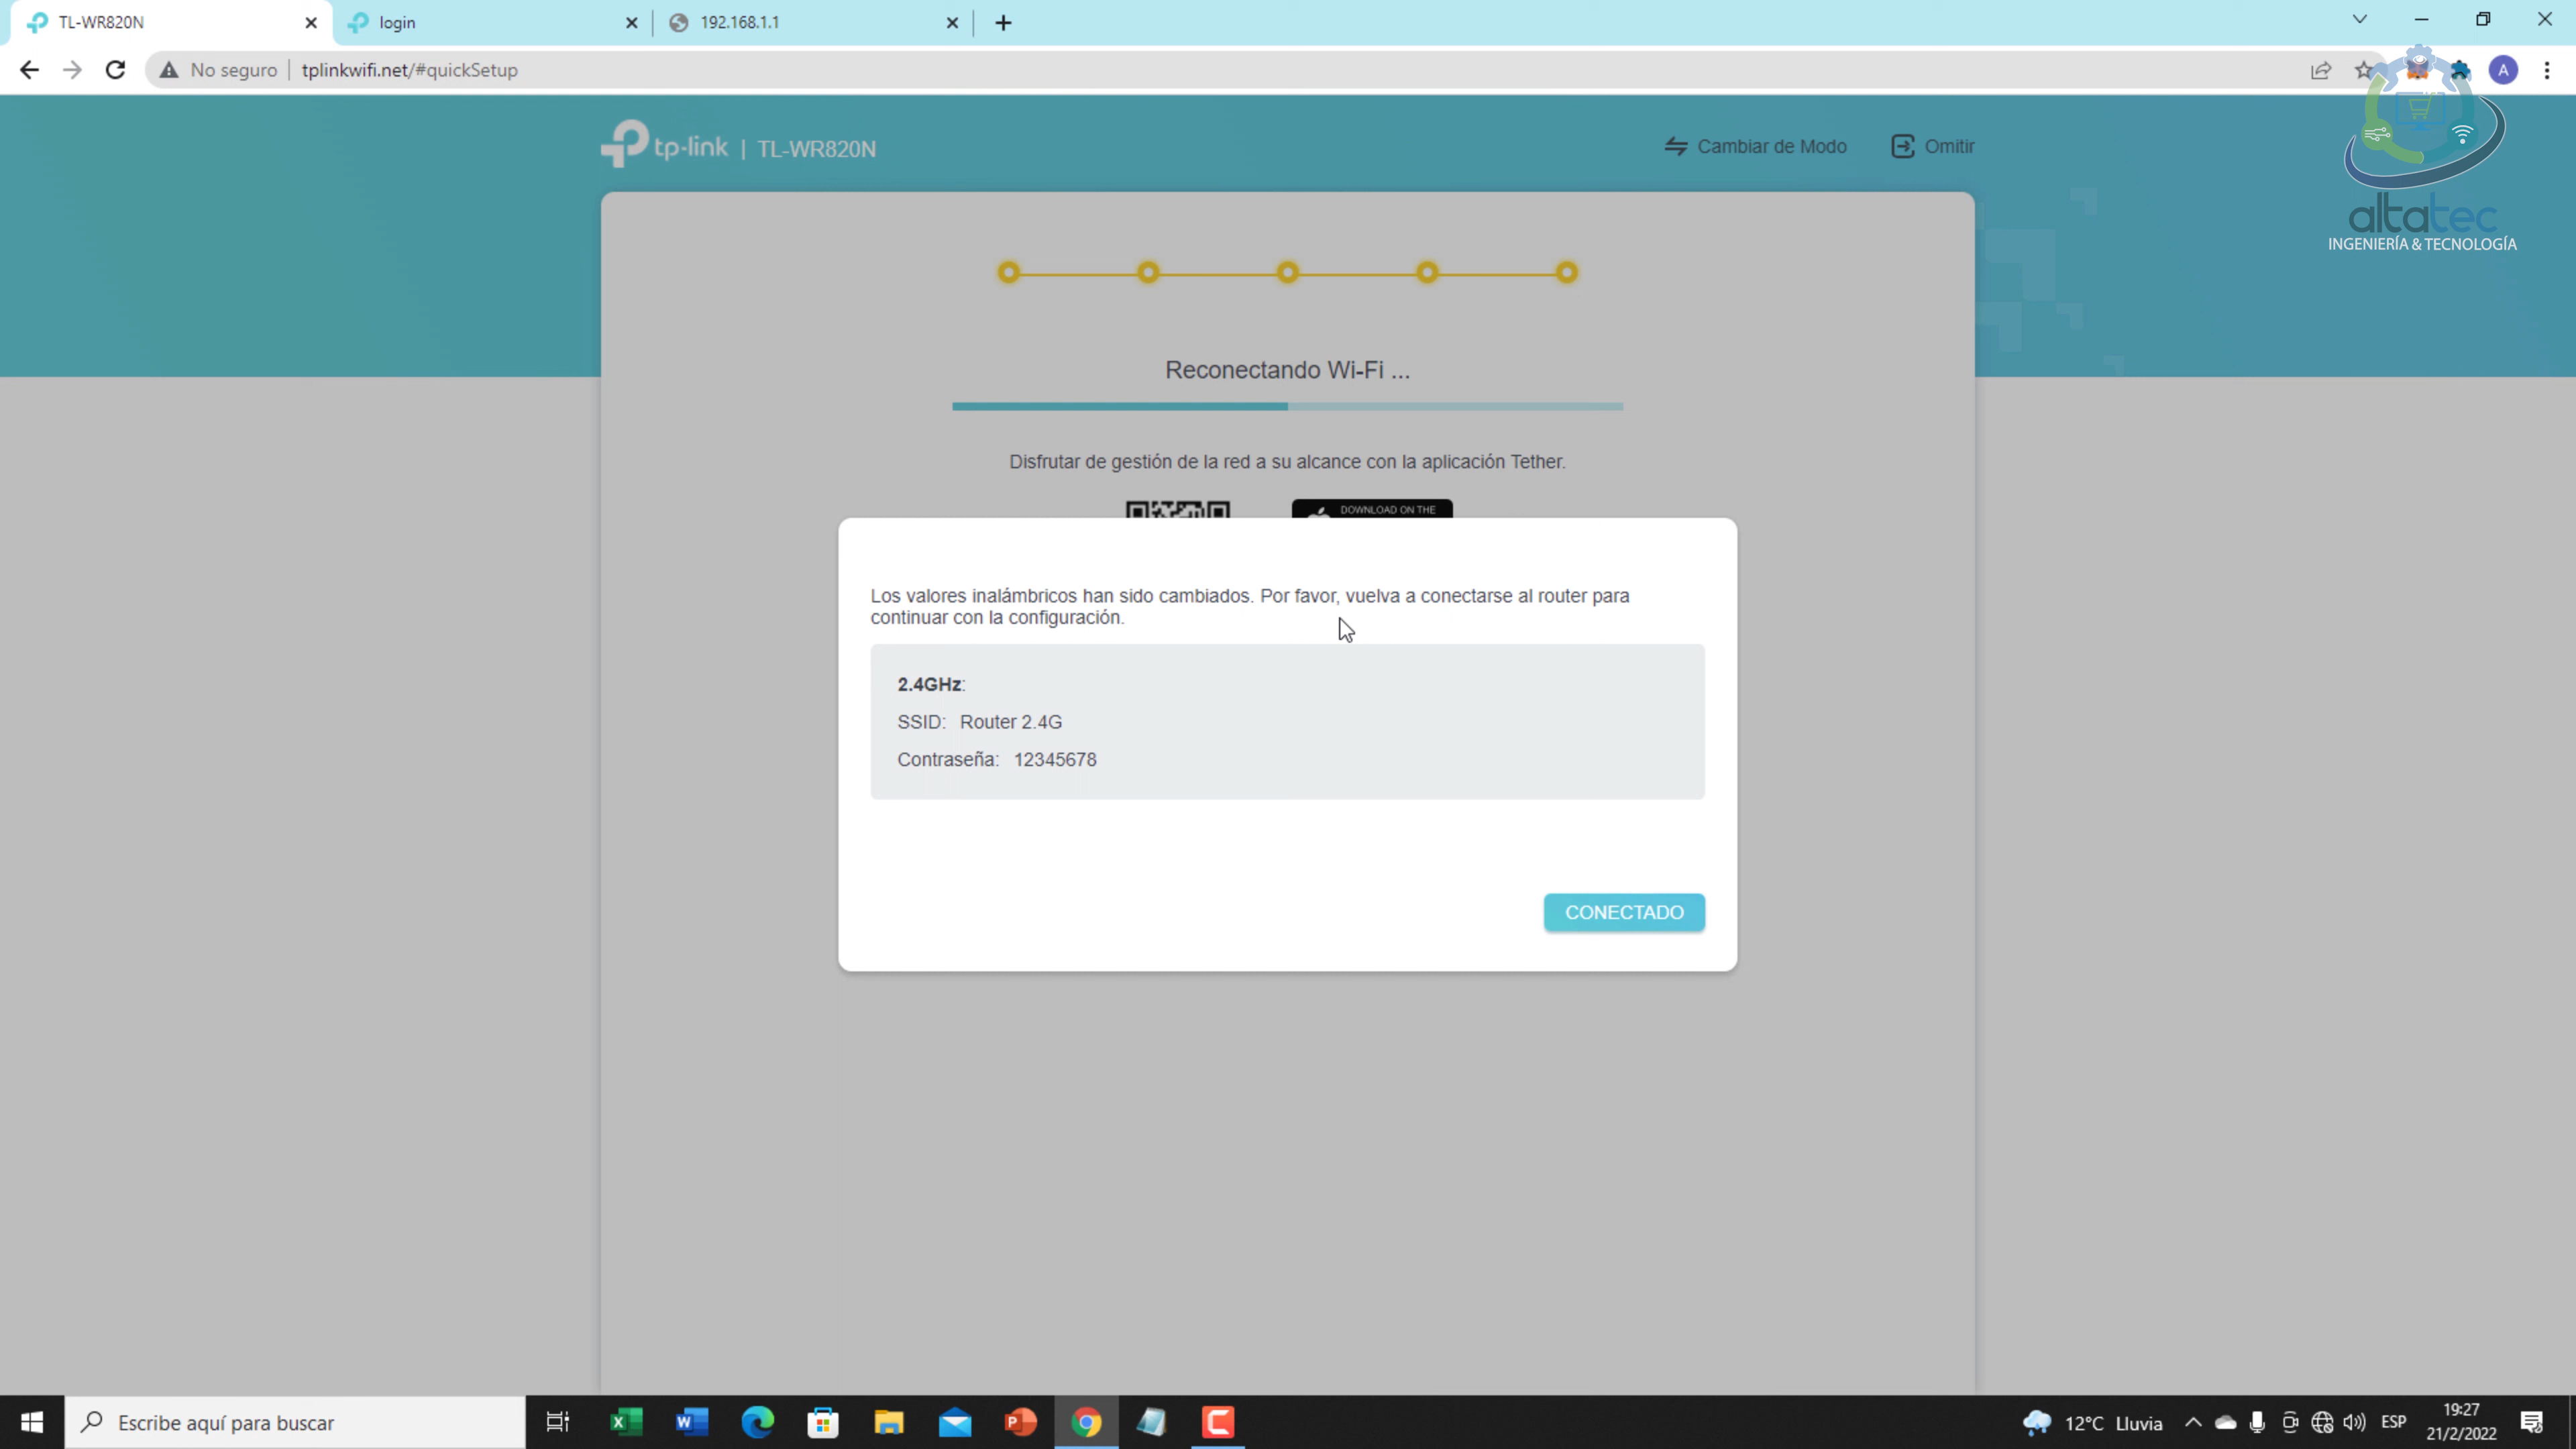 TL-WR820N
login
192.168.1.1
No seguro
tplinkwifi.net/#quickSetup
A
tp-link | TL-WR820N
Cambiar de Modo
Omitir
altatec
INGENIERÍA & TECNOLOGÍA
Reconectando Wi-Fi ...
Disfrutar de gestión de la red a su alcance con la aplicación Tether.
DOWNLOAD ON THE
Los valores inalámbricos han sido cambiados. Por favor, vuelva a conectarse al router para
continuar con la configuración.
2.4GHz:
SSID: Router 2.4G
Contraseña: 12345678
CONECTADO
Escribe aquí para buscar
12°C Lluvia
ESP
19:27
21/2/2022